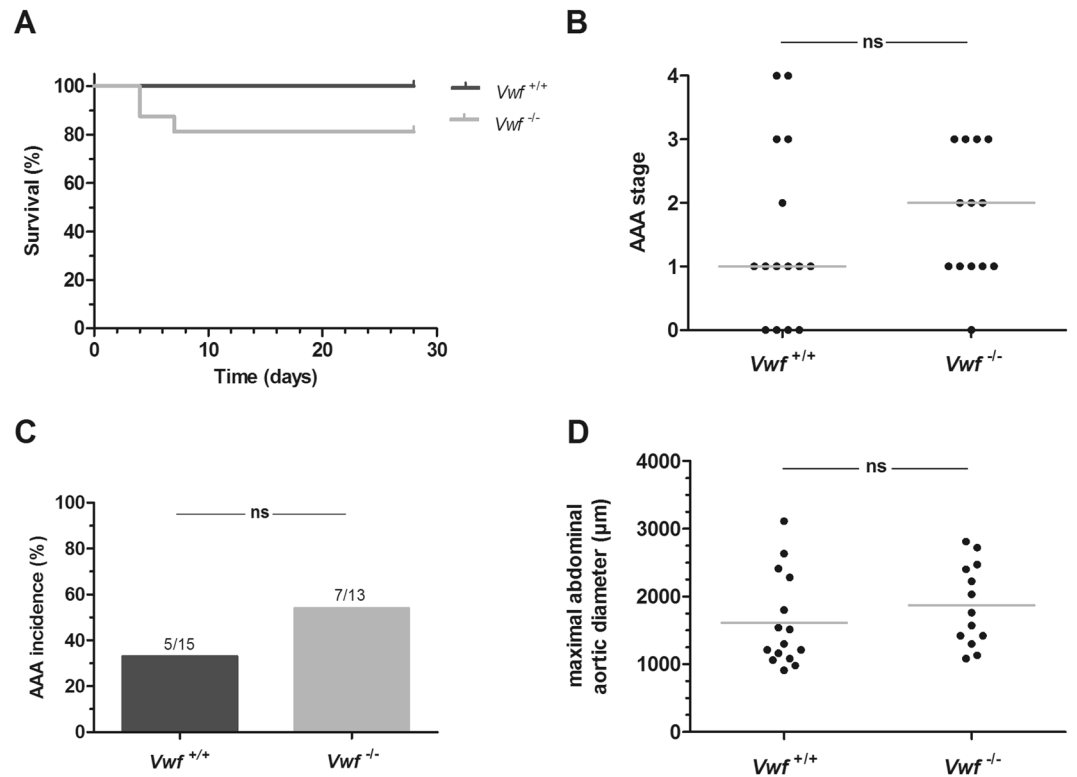 A
Survival (%)
100
80
60
40
20
0
0 10 20 30
Time (days)
Vwf +/+
Vwf -/-
B
ns
AAA stage
4
3
2
1
0
Vwf +/+ Vwf -/-
C
AAA incidence (%)
100
80
60
40
20
0
ns
5/15
7/13
Vwf +/+ Vwf -/-
D
maximal abdominal
aortic diameter (µm)
4000
3000
2000
1000
0
ns
Vwf +/+ Vwf -/-